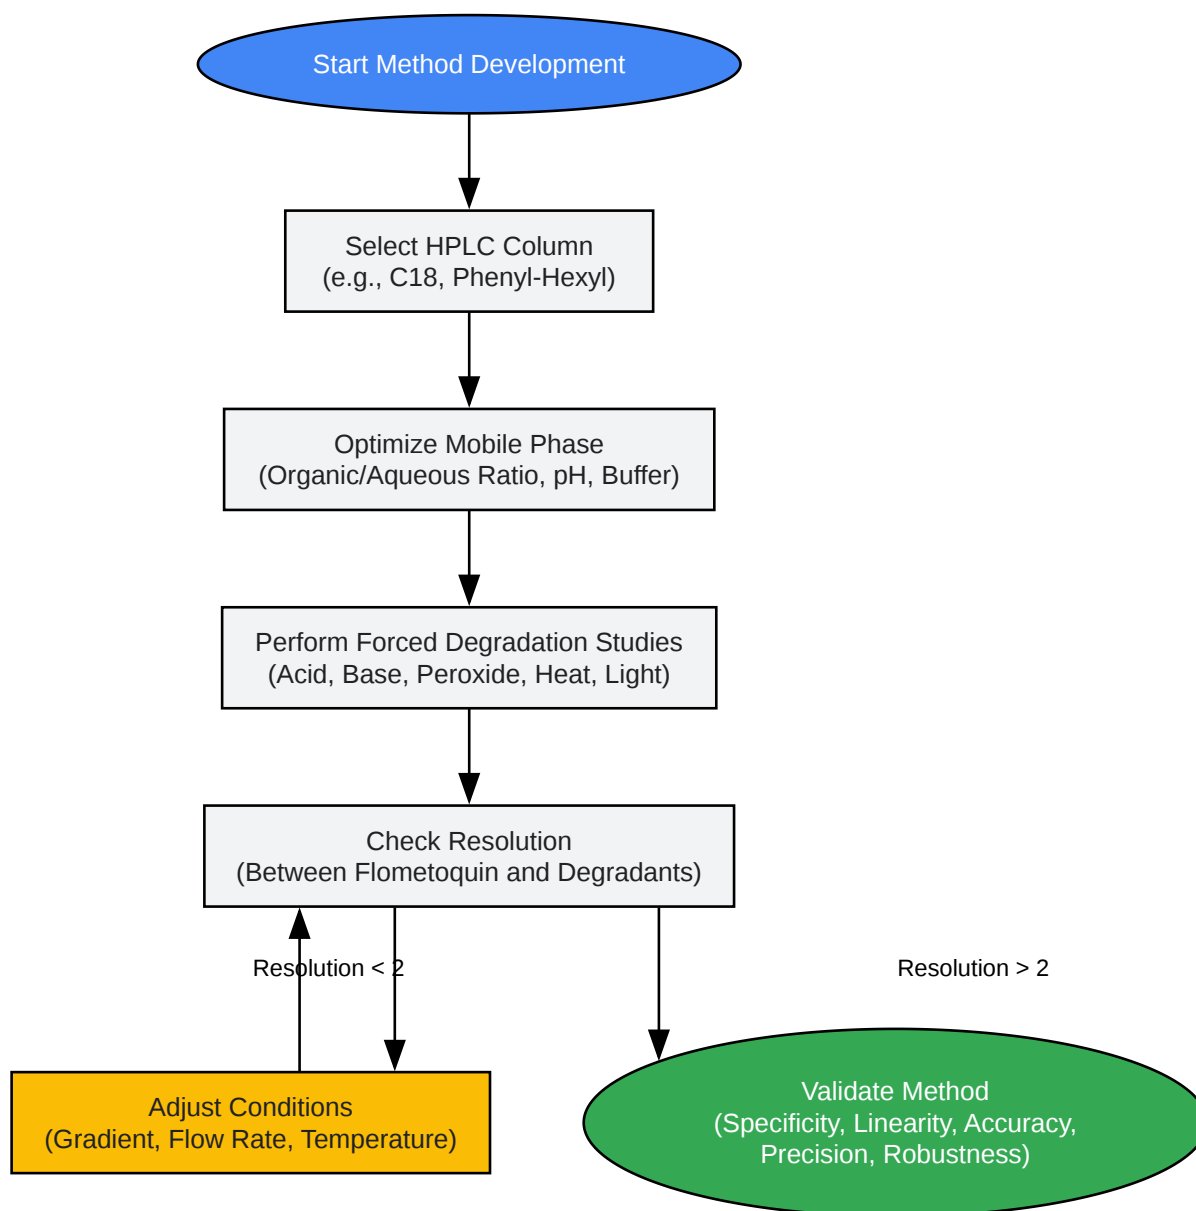 Start Method Development
Select HPLC Column
(e.g., C18, Phenyl-Hexyl)
Optimize Mobile Phase
(Organic/Aqueous Ratio, pH, Buffer)
Perform Forced Degradation Studies
(Acid, Base, Peroxide, Heat, Light)
Check Resolution
(Between Flometoquin and Degradants)
Resolution < 2
Resolution > 2
Adjust Conditions
(Gradient, Flow Rate, Temperature)
Validate Method
(Specificity, Linearity, Accuracy,
Precision, Robustness)